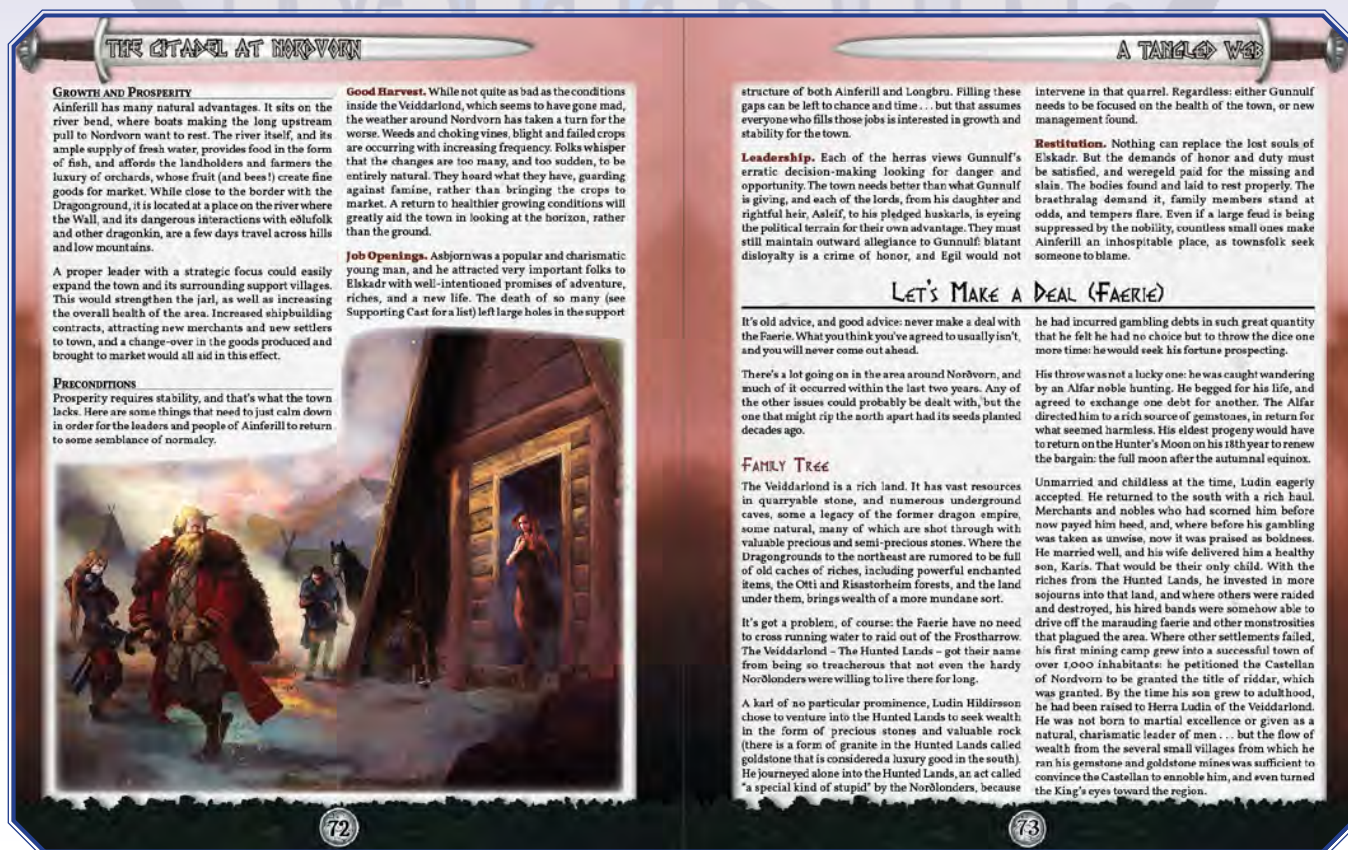 THE CITADEL AT NORDVORN
GROWTH AND PROSPERITY
Ainferill has many natural advantages. It sits on the
river bend, where boats making the long upstream
pull to Nordvorn want to rest. The river itself, and its
ample supply of fresh water, provides food in the form
of fish, and affords the landholders and farmers the
luxury of orchards, whose fruit (and bees!) create fine
goods for market. While close to the border with the
Dragonground, it is located at a place on the river where
the Wall, and its dangerous interactions with eðlufolk
and other dragonkin, are a few days travel across hills
and low mountains.
A proper leader with a strategic focus could easily
expand the town and its surrounding support villages.
This would strengthen the jarl, as well as increasing
the overall health of the area. Increased shipbuilding
contracts, attracting new merchants and new settlers
to town, and a change-over in the goods produced and
brought to market would all aid in this effect.
PRECONDITIONS
Prosperity requires stability, and that's what the town
lacks. Here are some things that need to just calm down
in order for the leaders and people of Ainferill to return
to some semblance of normalcy.
Good Harvest. While not quite as bad as the conditions
inside the Veiddarlond, which seems to have gone mad,
the weather around Nordvorn has taken a turn for the
worse. Weeds and choking vines, blight and failed crops
are occurring with increasing frequency. Folks whisper
that the changes are too many, and too sudden, to be
entirely natural. They hoard what they have, guarding
against famine, rather than bringing the crops to
market. A return to healthier growing conditions will
greatly aid the town in looking at the horizon, rather
than the ground.
Job Openings. Asbjorn was a popular and charismatic
young man, and he attracted very important folks to
Elskadr with well-intentioned promises of adventure,
riches, and a new life. The death of so many (see
Supporting Cast for a list) left large holes in the support
72
A TANGLED WEB
structure of both Ainferill and Longbru. Filling these
gaps can be left to chance and time . . . but that assumes
everyone who fills those jobs is interested in growth and
stability for the town.
Leadership. Each of the herras views Gunnulf's
erratic decision-making looking for danger and
opportunity. The town needs better than what Gunnulf
is giving, and each of the lords, from his daughter and
rightful heir, Asleif, to his pledged huskarls, is eyeing
the political terrain for their own advantage. They must
still maintain outward allegiance to Gunnulf: blatant
disloyalty is a crime of honor, and Egil would not
intervene in that quarrel. Regardless: either Gunnulf
needs to be focused on the health of the town, or new
management found.
Restitution. Nothing can replace the lost souls of
Elskadr. But the demands of honor and duty must
be satisfied, and weregeld paid for the missing and
slain. The bodies found and laid to rest properly. The
braethralag demand it, family members stand at
odds, and tempers flare. Even if a large feud is being
suppressed by the nobility, countless small ones make
Ainferill an inhospitable place, as townsfolk seek
someone to blame.
LET'S MAKE A DEAL (FAERIE)
It's old advice, and good advice: never make a deal with
the Faerie. What you think you've agreed to usually isn't,
and you will never come out ahead.
There's a lot going on in the area around Norðvorn, and
much of it occurred within the last two years. Any of
the other issues could probably be dealt with, but the
one that might rip the north apart had its seeds planted
decades ago.
FAMILY TREE
The Veiddarlond is a rich land. It has vast resources
in quarryable stone, and numerous underground
caves, some a legacy of the former dragon empire,
some natural, many of which are shot through with
valuable precious and semi-precious stones. Where the
Dragongrounds to the northeast are rumored to be full
of old caches of riches, including powerful enchanted
items, the Otti and Risastorheim forests, and the land
under them, brings wealth of a more mundane sort.
It's got a problem, of course: the Faerie have no need
to cross running water to raid out of the Frostharrow.
The Veiddarlond – The Hunted Lands – got their name
from being so treacherous that not even the hardy
Norðlonders were willing to live there for long.
A karl of no particular prominence, Ludin Hildirsson
chose to venture into the Hunted Lands to seek wealth
in the form of precious stones and valuable rock
(there is a form of granite in the Hunted Lands called
goldstone that is considered a luxury good in the south).
He journeyed alone into the Hunted Lands, an act called
"a special kind of stupid" by the Norðlonders, because
he had incurred gambling debts in such great quantity
that he felt he had no choice but to throw the dice one
more time: he would seek his fortune prospecting.
His throw was not a lucky one: he was caught wandering
by an Alfar noble hunting. He begged for his life, and
agreed to exchange one debt for another. The Alfar
directed him to a rich source of gemstones, in return for
what seemed harmless. His eldest progeny would have
to return on the Hunter's Moon on his 18th year to renew
the bargain: the full moon after the autumnal equinox.
Unmarried and childless at the time, Ludin eagerly
accepted. He returned to the south with a rich haul.
Merchants and nobles who had scorned him before
now payed him heed, and, where before his gambling
was taken as unwise, now it was praised as boldness.
He married well, and his wife delivered him a healthy
son, Karis. That would be their only child. With the
riches from the Hunted Lands, he invested in more
sojourns into that land, and where others were raided
and destroyed, his hired bands were somehow able to
drive off the marauding faerie and other monstrosities
that plagued the area. Where other settlements failed,
his first mining camp grew into a successful town of
over 1,000 inhabitants: he petitioned the Castellan
of Nordvorn to be granted the title of riddar, which
was granted. By the time his son grew to adulthood,
he had been raised to Herra Ludin of the Veiddarlond.
He was not born to martial excellence or given as a
natural, charismatic leader of men . . . but the flow of
wealth from the several small villages from which he
ran his gemstone and goldstone mines was sufficient to
convince the Castellan to ennoble him, and even turned
the King's eyes toward the region.
73